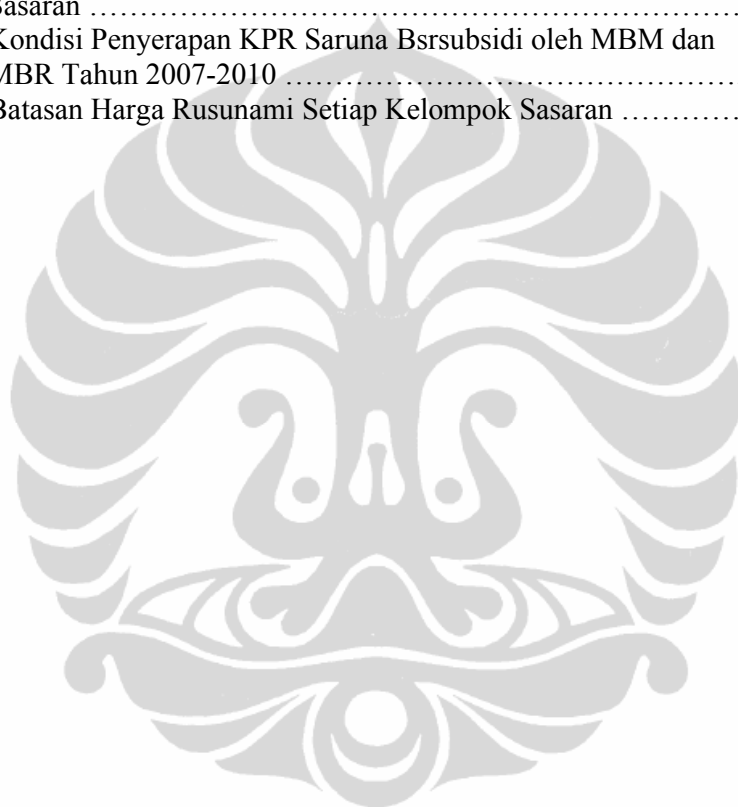 Sasaran …………………………………………………………….
Kondisi Penyerapan KPR Saruna Bsrsubsidi oleh MBM dan
MBR Tahun 2007-2010 …………………………………………….
Batasan Harga Rusunami Setiap Kelompok Sasaran ………….